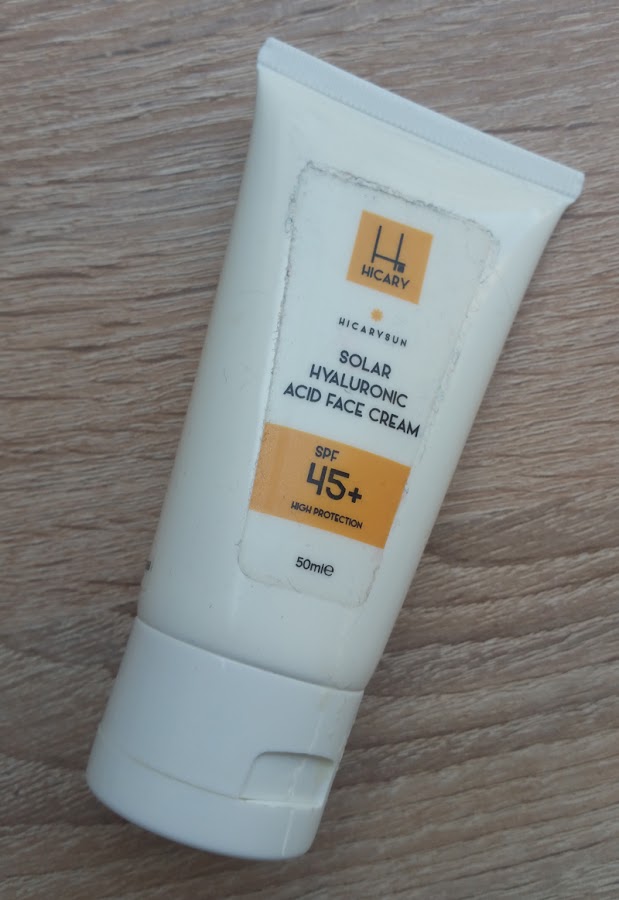 H
HICARY
HICARYSUN
SOLAR
HYALURONIC
ACID FACE CREAM
SPF
45+
HIGH PROTECTION
50ml℮